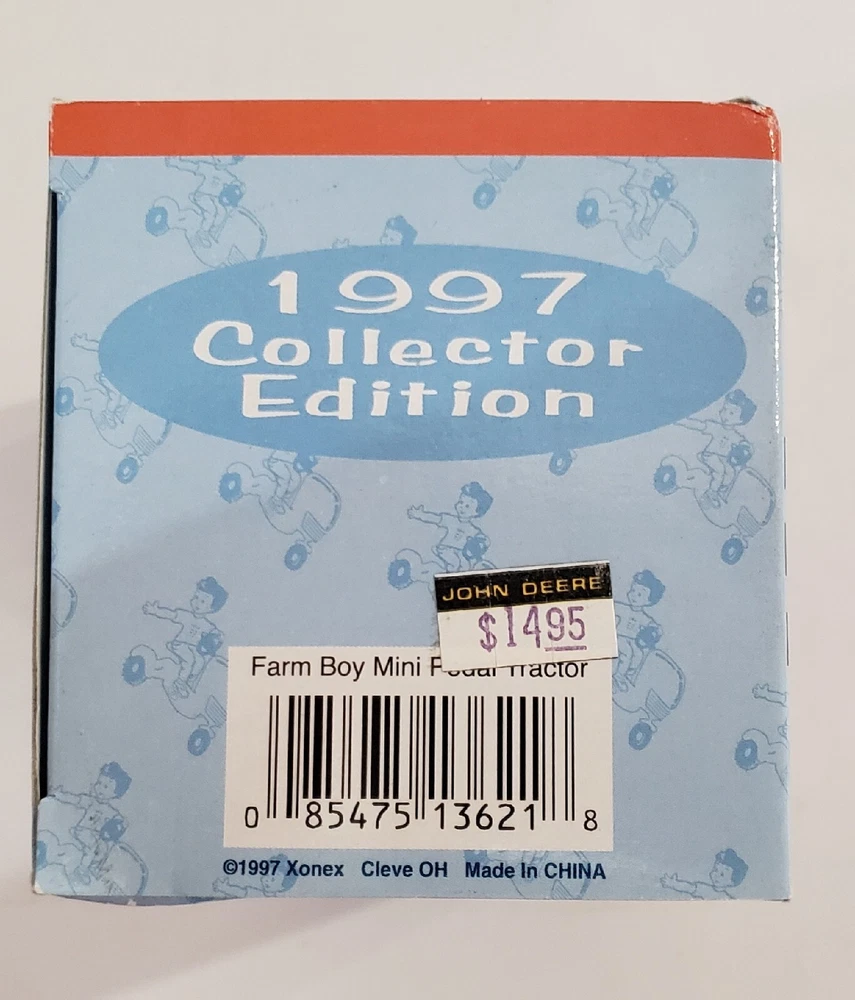 1997
Collector
Edition
JOHN DEERE
$1495
Farm Boy Mini Pedal Tractor
0 85475 13621 8
©1997 Xonex Cleve OH Made In CHINA